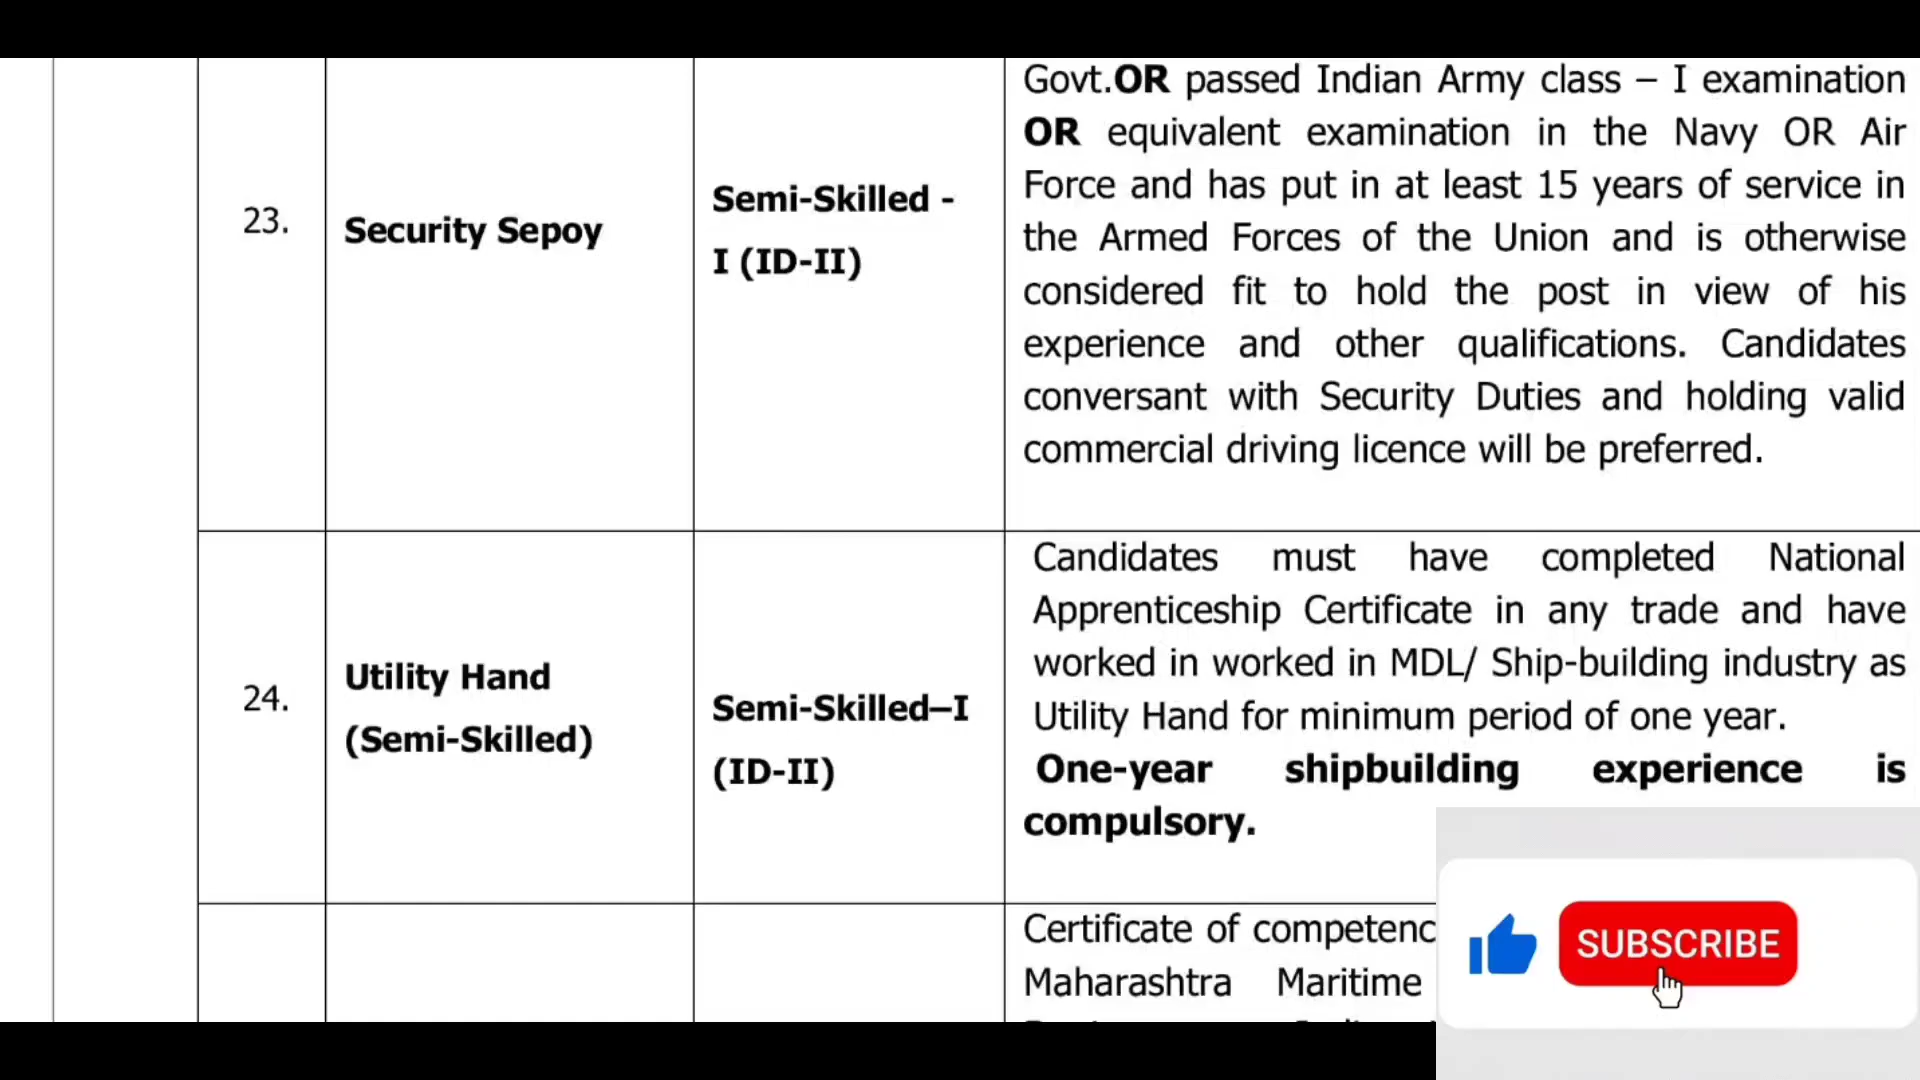 Govt.OR passed Indian Army class – I examination
OR equivalent examination in the Navy OR Air
Force and has put in at least 15 years of service in
the Armed Forces of the Union and is otherwise
considered fit to hold the post in view of his
experience and other qualifications. Candidates
conversant with Security Duties and holding valid
commercial driving licence will be preferred.
23.
Security Sepoy
Semi-Skilled -
I (ID-II)
24.
Utility Hand
(Semi-Skilled)
Semi-Skilled–I
(ID-II)
Candidates must have completed National
Apprenticeship Certificate in any trade and have
worked in worked in MDL/ Ship-building industry as
Utility Hand for minimum period of one year.
One-year shipbuilding experience is
compulsory.
Certificate of competenc
Maharashtra Maritime
SUBSCRIBE